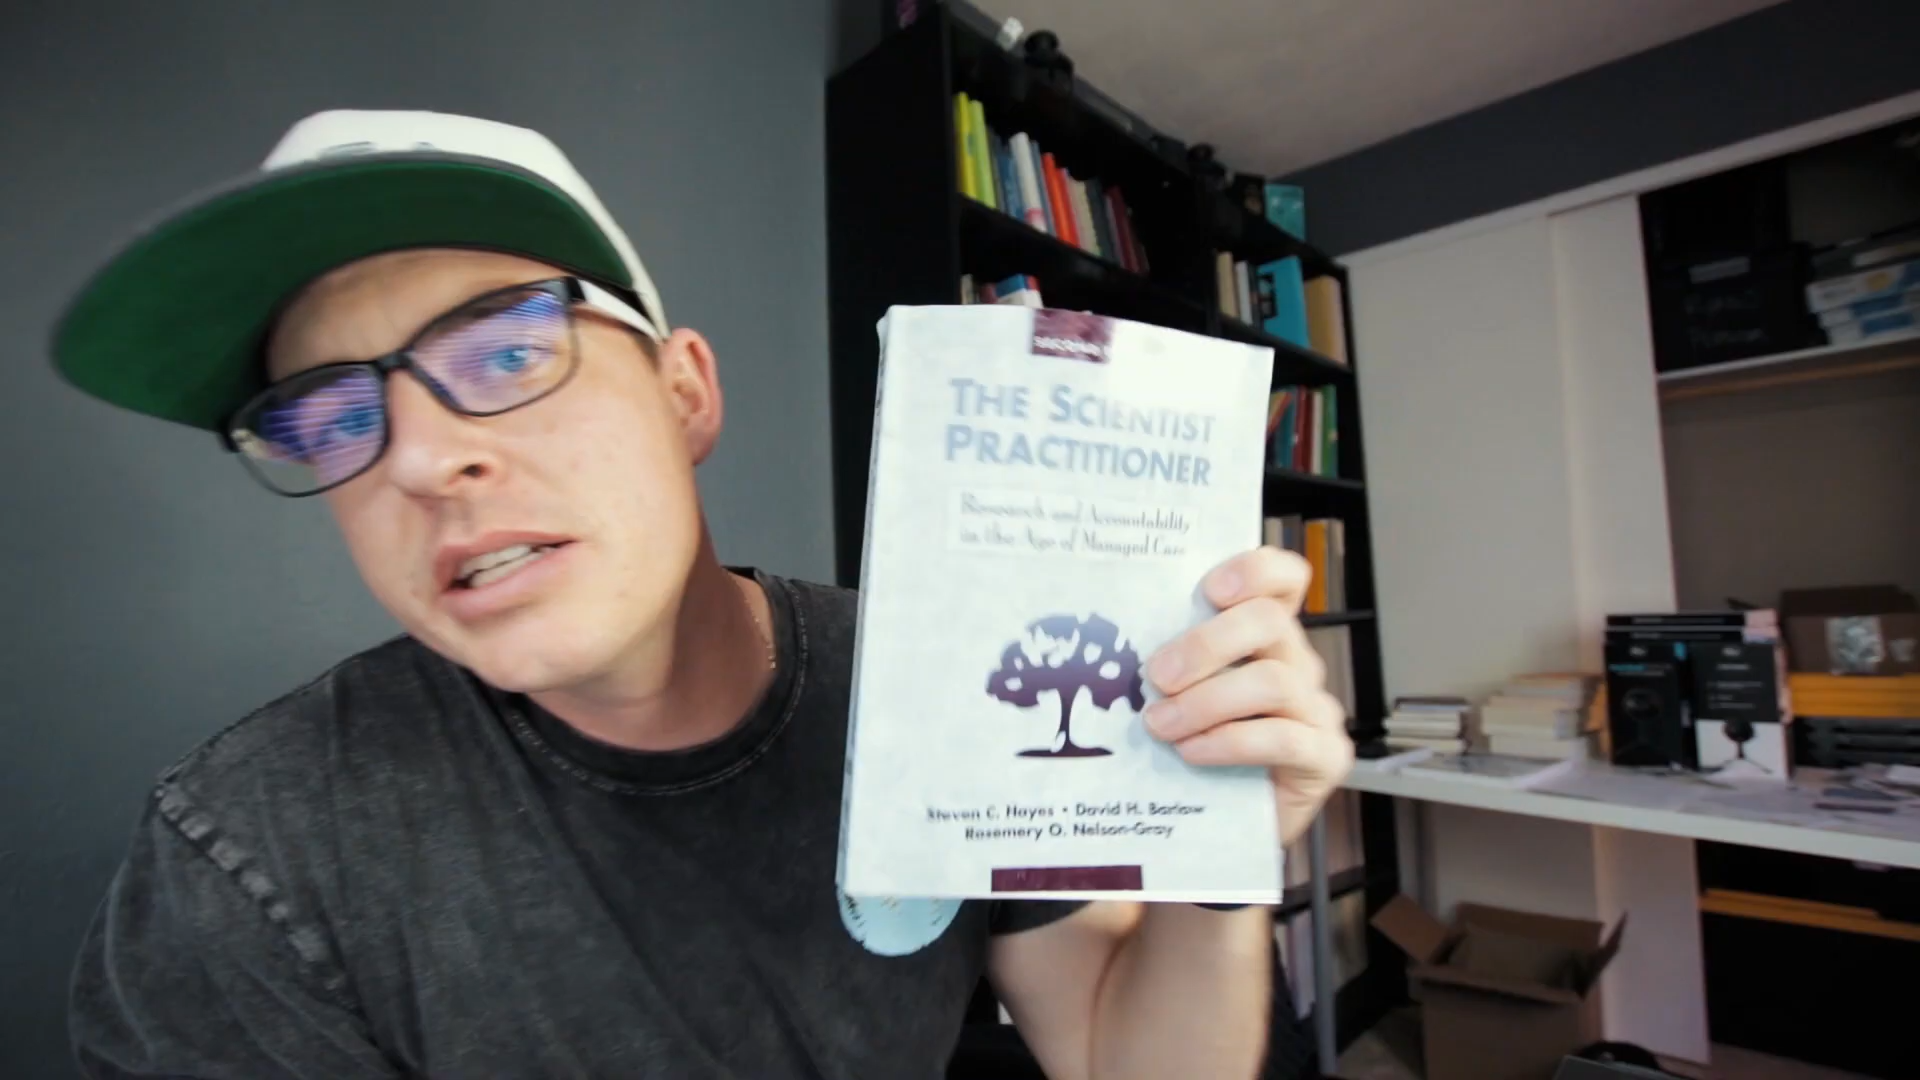 SECOND
THE SCIENTIST
PRACTITIONER
Research and Accountability
in the Age of Managed Care
Steven C. Hayes • David H. Barlow
Rosemery O. Nelson-Gray